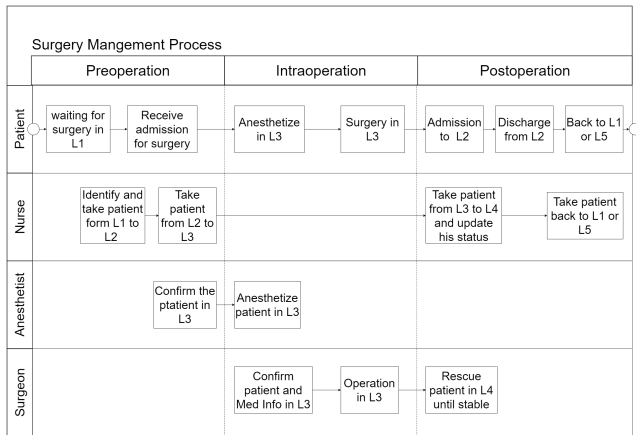 Surgery Mangement Process
Preoperation
Intraoperation
Postoperation
Patient
waiting for
surgery in
L1
Receive
admission
for surgery
Anesthetize
in L3
Surgery in
L3
Admission
to L2
Discharge
from L2
Back to L1
or L5
Nurse
Identify and
take patient
form L1 to
L2
Take
patient
from L2 to
L3
Take patient
from L3 to L4
and update
his status
Take patient
back to L1 or
L5
Anesthetist
Confirm the
ptatient in
L3
Anesthetize
patient in L3
Surgeon
Confirm
patient and
Med Info in L3
Operation
in L3
Rescue
patient in L4
until stable